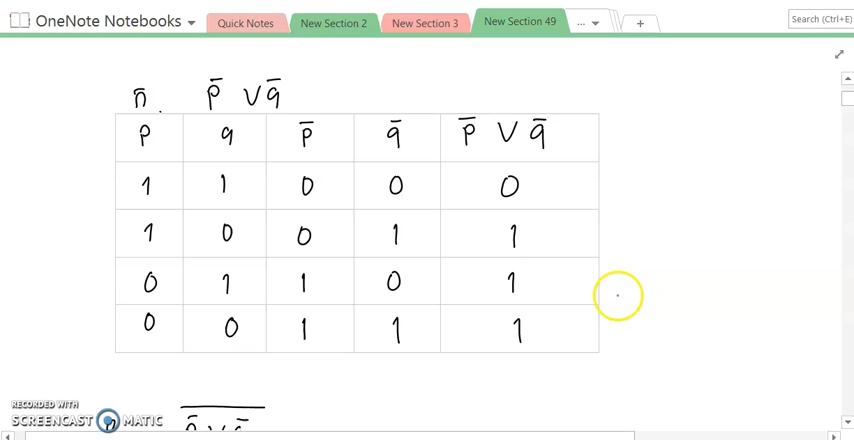 OneNote Notebooks Quick Notes New Section 2 New Section 3 New Section 49 ... + Search (Ctrl+E)
n̄. p̄ ∨ q̄
p q p̄ q̄ p̄ ∨ q̄
1 1 0 0 0
1 0 0 1 1
0 1 1 0 1
0 0 1 1 1
RECORDED WITH
SCREENCAST MATIC